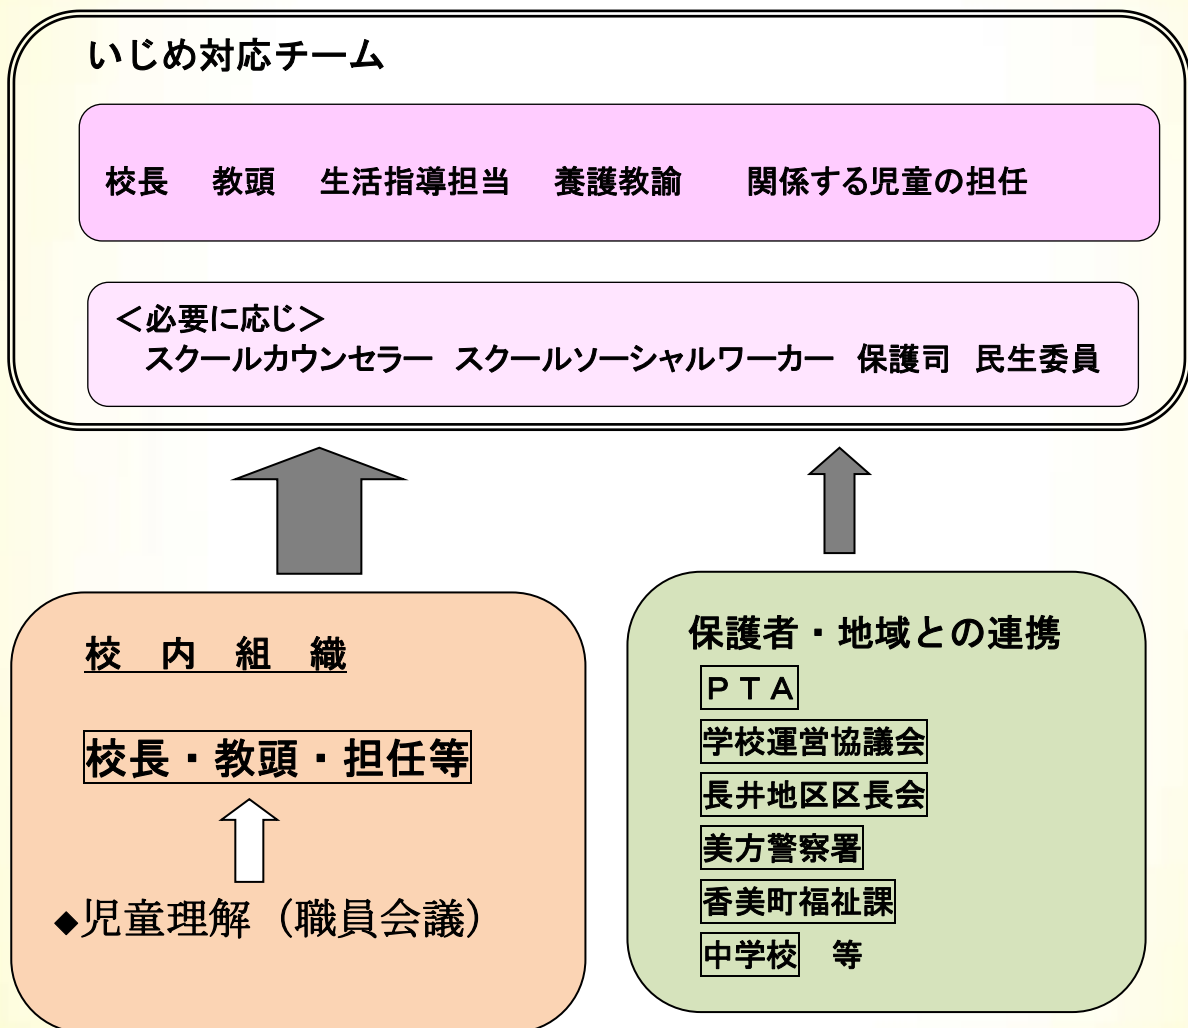 いじめ対応チーム
校長　教頭　生活指導担当　養護教諭　関係する児童の担任
＜必要に応じ＞
スクールカウンセラー　スクールソーシャルワーカー　保護司　民生委員
校　内　組　織
校長・教頭・担任等
◆児童理解（職員会議）
保護者・地域との連携
ＰＴＡ
学校運営協議会
長井地区区長会
美方警察署
香美町福祉課
中学校　等